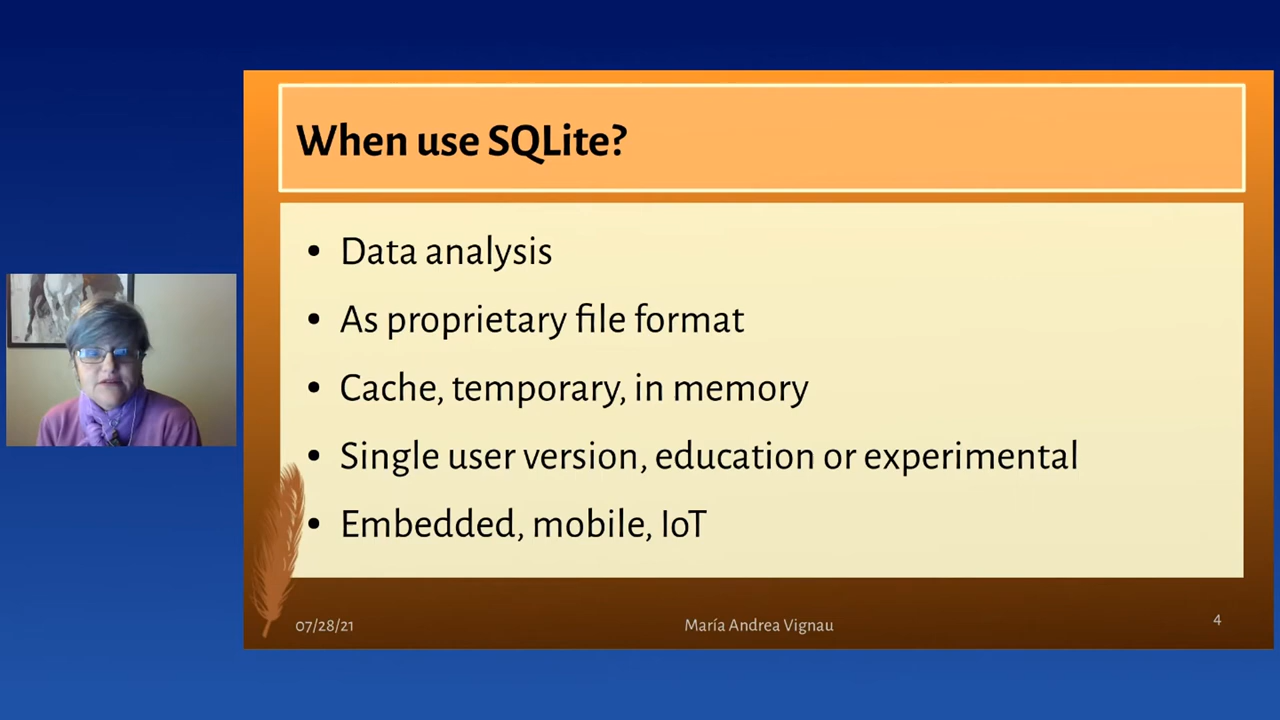 When use SQLite?
• Data analysis
• As proprietary file format
• Cache, temporary, in memory
• Single user version, education or experimental
• Embedded, mobile, IoT
07/28/21
María Andrea Vignau
4